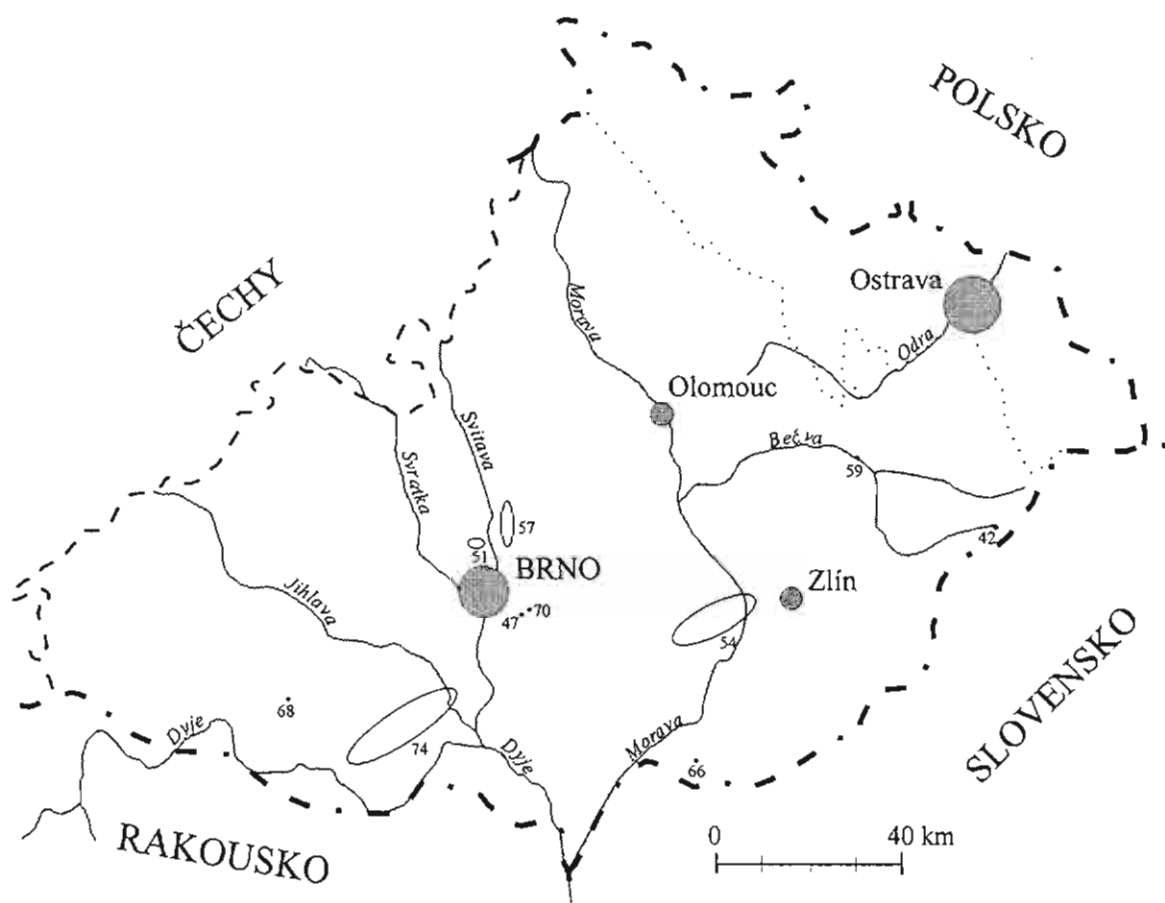 POLSKO
ČECHY
Ostrava
Morava
Odra
Olomouc
Svitava
Bečva
Svratka
59
57
42
51
BRNO
Zlín
Jihlava
47
70
54
SLOVENSKO
68
Dyje
74
Dyje
Morava
66
RAKOUSKO
0 40 km